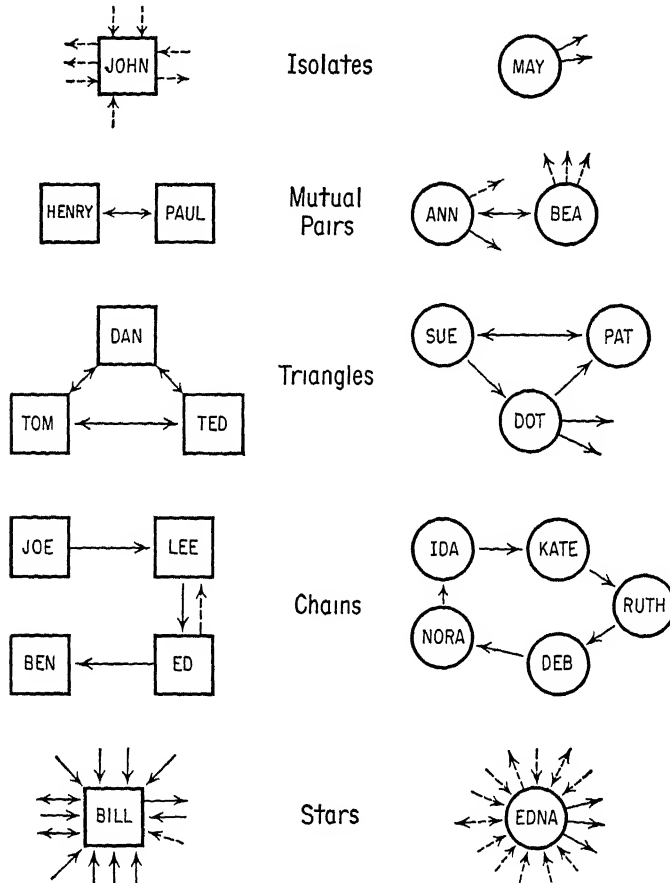 JOHN Isolates MAY
HENRY PAUL Mutual Pairs ANN BEA
DAN
SUE PAT
Triangles
TOM TED DOT
JOE LEE IDA KATE
Chains RUTH
BEN ED NORA DEB
BILL Stars EDNA